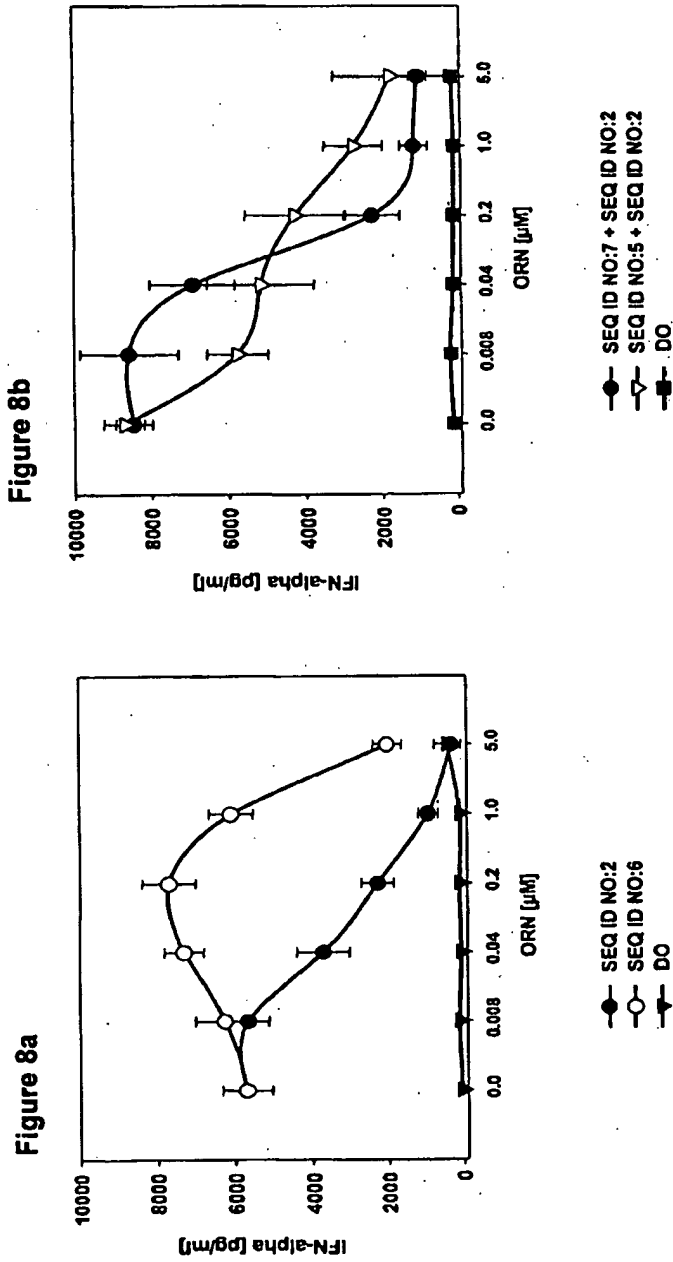 Figure 8a
IFN-alpha [pg/ml]
10000
8000
6000
4000
2000
0
0.0 0.008 0.04 0.2 1.0 5.0
ORN [µM]
SEQ ID NO:2
SEQ ID NO:6
DO
Figure 8b
IFN-alpha [pg/ml]
10000
8000
6000
4000
2000
0
0.0 0.008 0.04 0.2 1.0 5.0
ORN [µM]
SEQ ID NO:7 + SEQ ID NO:2
SEQ ID NO:5 + SEQ ID NO:2
DO